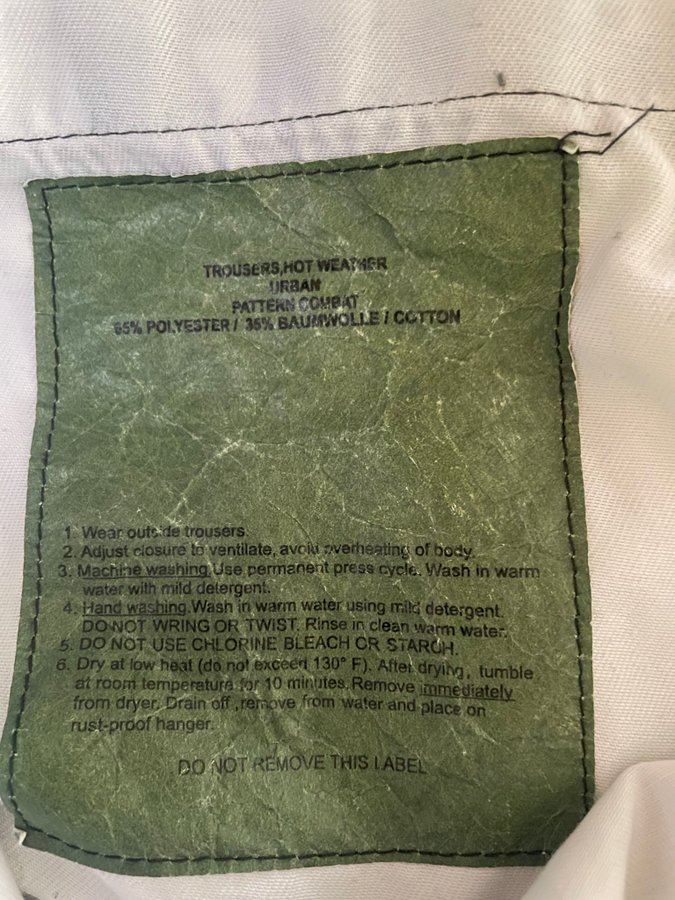 TROUSERS,HOT WEATHER
URBAN
PATTERN COMBAT
65% POLYESTER / 35% BAUMWOLLE / COTTON
1. Wear outside trousers.
2. Adjust closure to ventilate, avoid overheating of body.
3. Machine washing.Use permanent press cycle. Wash in warm
water with mild detergent.
4. Hand washing.Wash in warm water using mild detergent.
DO NOT WRING OR TWIST. Rinse in clean warm water.
5. DO NOT USE CHLORINE BLEACH OR STARCH.
6. Dry at low heat (do not exceed 130° F). After drying, tumble
at room temperature for 10 minutes. Remove immediately
from dryer. Drain off ,remove from water and place on
rust-proof hanger.
DO NOT REMOVE THIS LABEL